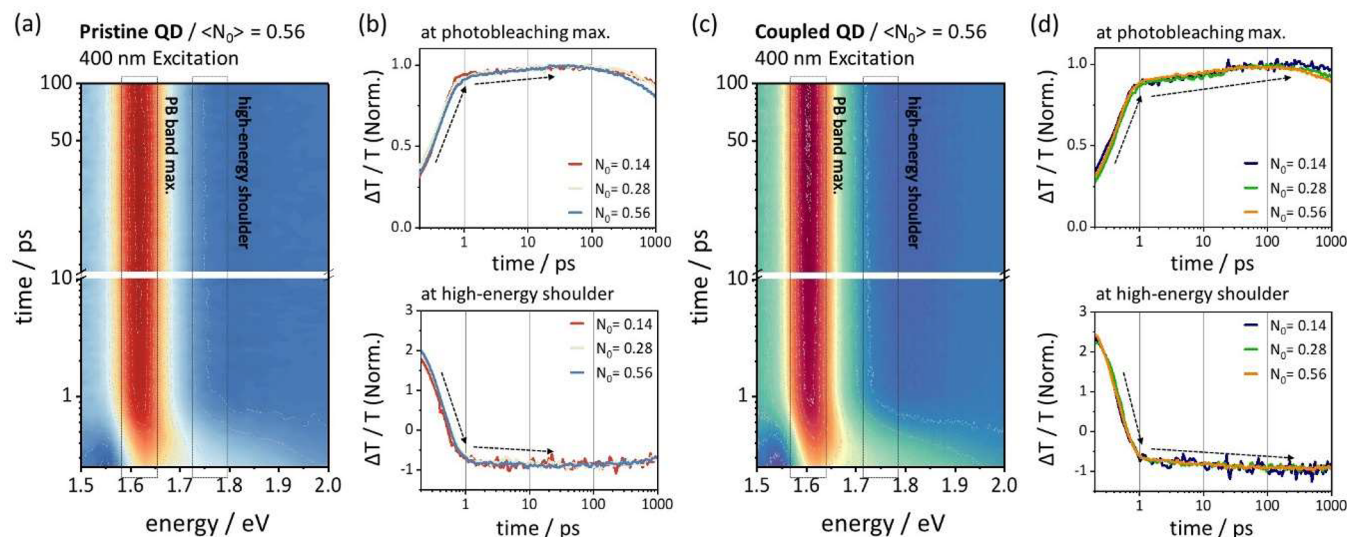 (a)
Pristine QD / <N₀> = 0.56
400 nm Excitation
100
50
10
1
time / ps
PB band max.
high-energy shoulder
1.5 1.6 1.7 1.8 1.9 2.0
energy / eV
(b)
at photobleaching max.
1.0
0.5
0.0
ΔT / T (Norm.)
N₀= 0.14
N₀= 0.28
N₀= 0.56
1 10 100 1000
time / ps
at high-energy shoulder
3
2
1
0
-1
ΔT / T (Norm.)
N₀= 0.14
N₀= 0.28
N₀= 0.56
1 10 100 1000
time / ps
(c)
Coupled QD / <N₀> = 0.56
400 nm Excitation
100
50
10
1
time / ps
PB band max.
high-energy shoulder
1.5 1.6 1.7 1.8 1.9 2.0
energy / eV
(d)
at photobleaching max.
1.0
0.5
0.0
ΔT / T (Norm.)
N₀= 0.14
N₀= 0.28
N₀= 0.56
1 10 100 1000
time / ps
at high-energy shoulder
3
2
1
0
-1
ΔT / T (Norm.)
N₀= 0.14
N₀= 0.28
N₀= 0.56
1 10 100 1000
time / ps